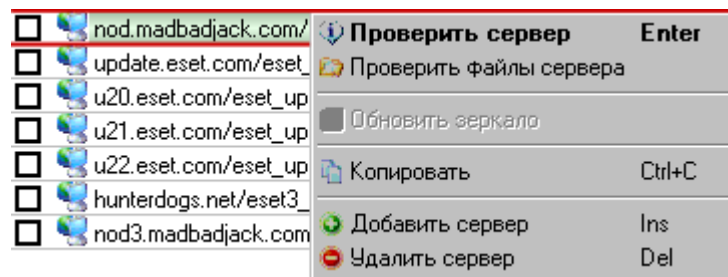 nod.madbadjack.com/
update.eset.com/eset_
u20.eset.com/eset_up
u21.eset.com/eset_up
u22.eset.com/eset_up
hunterdogs.net/eset3_
nod3.madbadjack.com
Проверить сервер Enter
Проверить файлы сервера
Обновить зеркало
Копировать Ctrl+C
Добавить сервер Ins
Удалить сервер Del